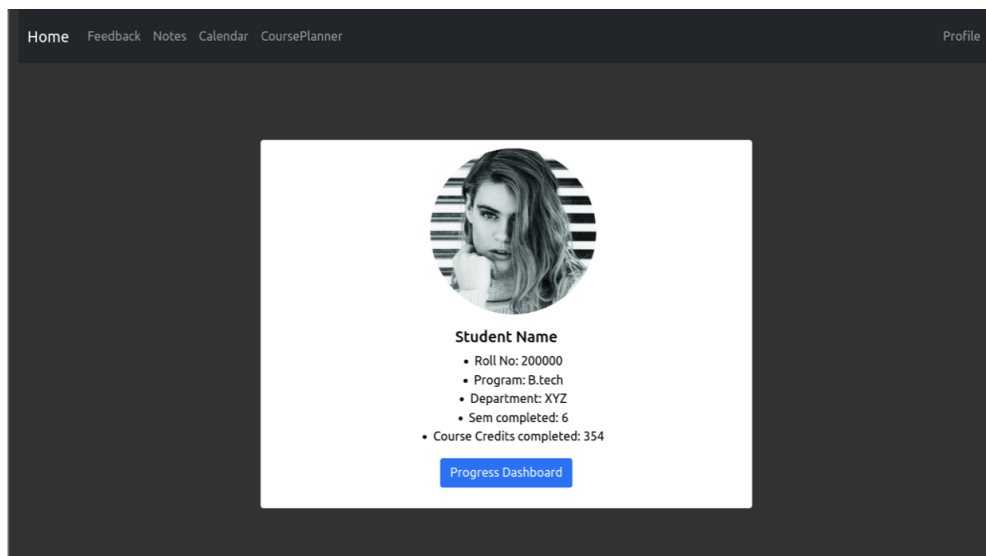 Home Feedback Notes Calendar CoursePlanner Profile
Student Name
• Roll No: 200000
• Program: B.tech
• Department: XYZ
• Sem completed: 6
• Course Credits completed: 354
Progress Dashboard